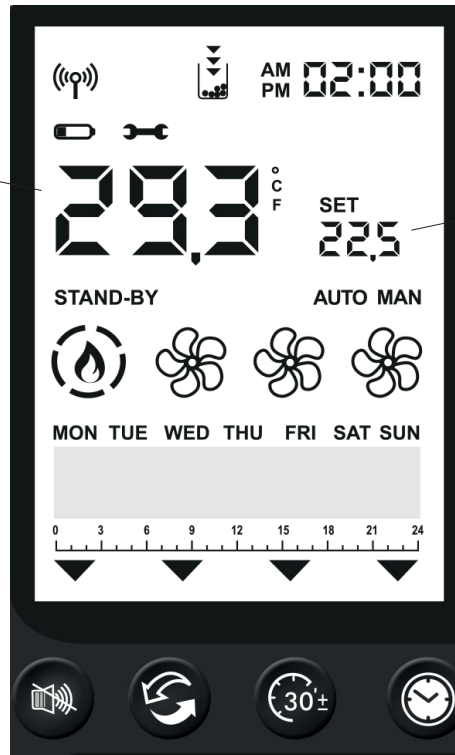 AM
PM 02:00
29,3 °
C
F
SET
22,5
STAND-BY AUTO MAN
MON TUE WED THU FRI SAT SUN
0 3 6 9 12 15 18 21 24
30'±